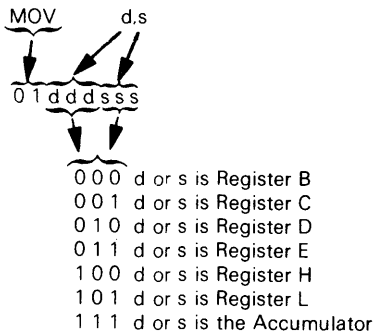 MOV d,s
0 1 d d d s s s
0 0 0 d or s is Register B
0 0 1 d or s is Register C
0 1 0 d or s is Register D
0 1 1 d or s is Register E
1 0 0 d or s is Register H
1 0 1 d or s is Register L
1 1 1 d or s is the Accumulator